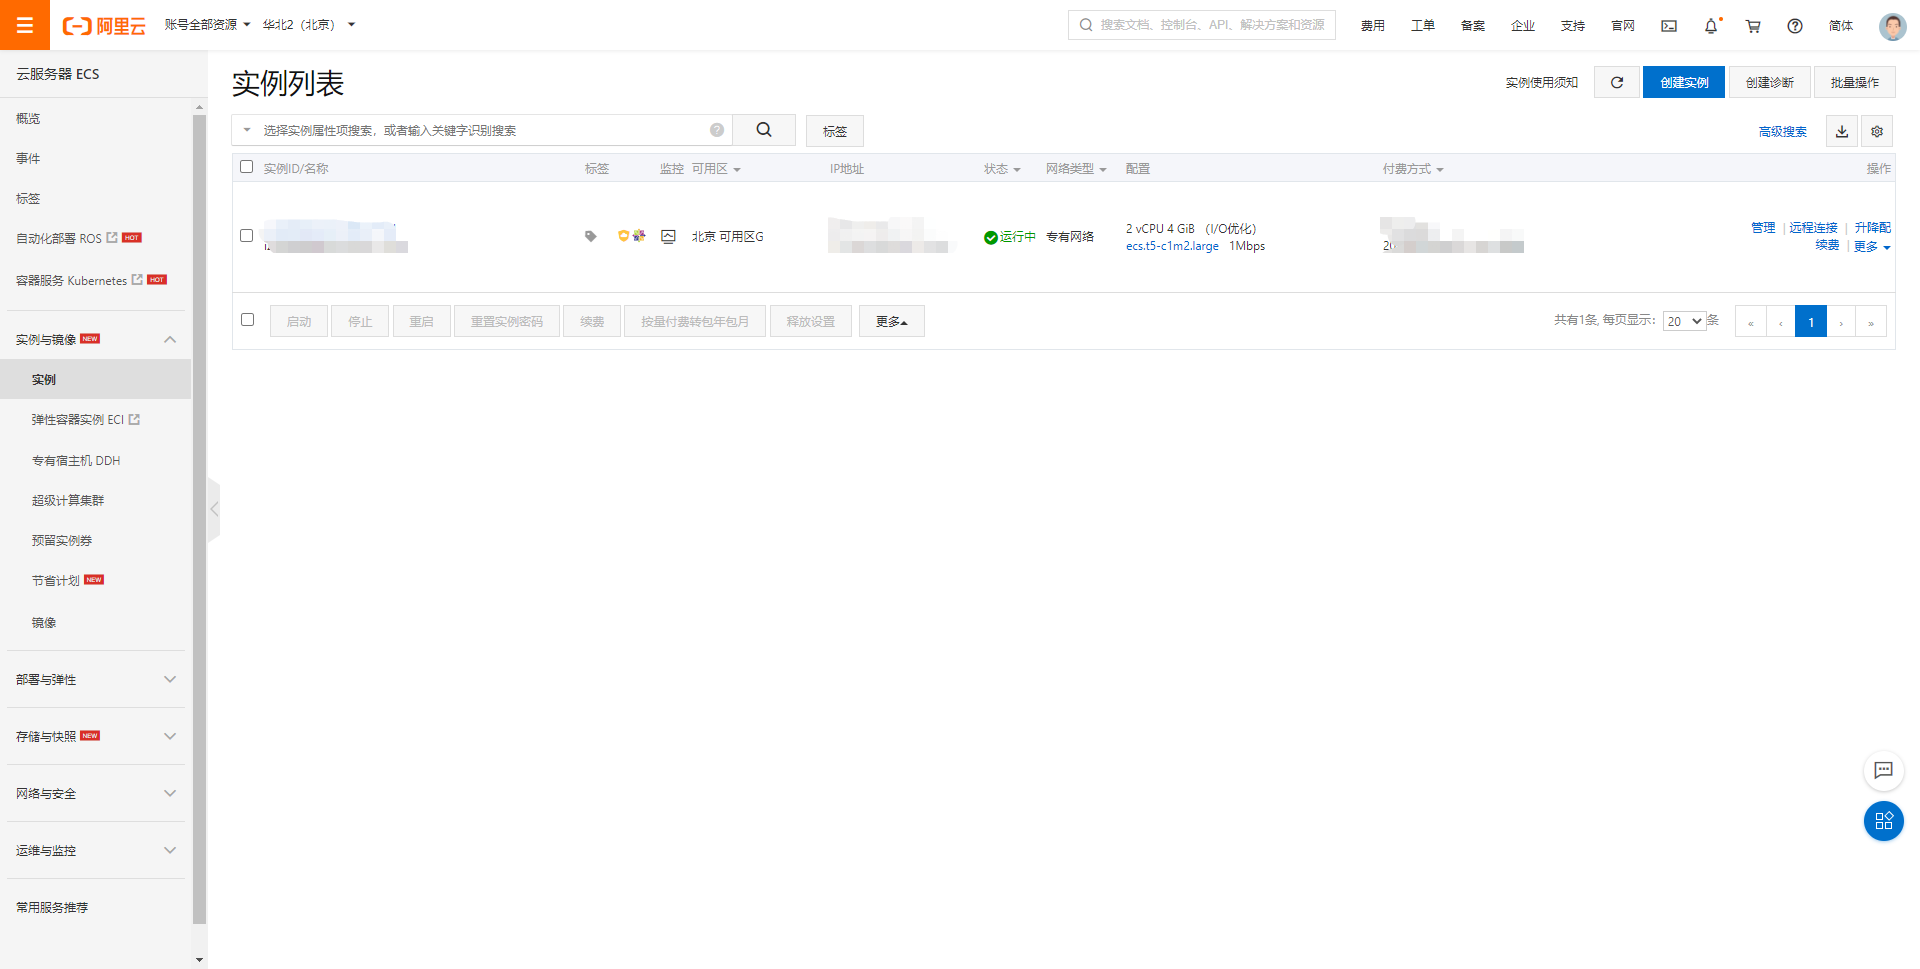 阿里云 账号全部资源 华北2（北京） 搜索文档、控制台、API、解决方案和资源 费用 工单 备案 企业 支持 官网 简体
云服务器 ECS
概览
事件
标签
自动化部署 ROS HOT
容器服务 Kubernetes HOT
实例与镜像 NEW
实例
弹性容器实例 ECI
专有宿主机 DDH
超级计算集群
预留实例券
节省计划 NEW
镜像
部署与弹性
存储与快照 NEW
网络与安全
运维与监控
常用服务推荐
实例列表
实例使用须知 创建实例 创建诊断 批量操作
选择实例属性项搜索，或者输入关键字识别搜索 标签 高级搜索
实例ID/名称 标签 监控 可用区 IP地址 状态 网络类型 配置 付费方式 操作
北京 可用区G 运行中 专有网络
2 vCPU 4 GiB （I/O优化）
ecs.t5-c1m2.large 1Mbps
20
管理 | 远程连接 | 升降配
续费 | 更多
启动 停止 重启 重置实例密码 续费 按量付费转包年包月 释放设置 更多
共有1条, 每页显示: 20 条 « ‹ 1 › »